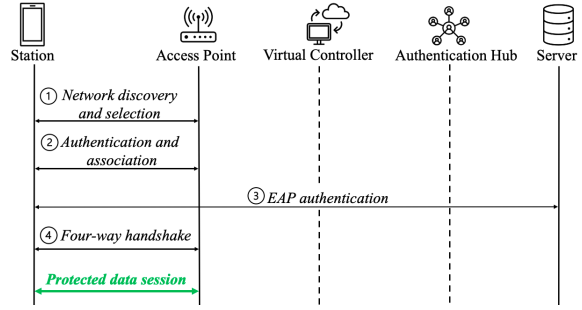 Station Access Point Virtual Controller Authentication Hub Server
① Network discovery
and selection
② Authentication and
association
③ EAP authentication
④ Four-way handshake
Protected data session